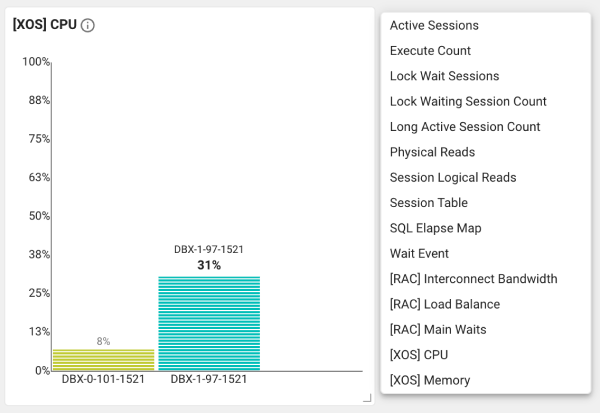 [XOS] CPU
100%
88%
75%
63%
50%
38%
25%
13%
0%
DBX-1-97-1521
31%
8%
DBX-0-101-1521
DBX-1-97-1521
Active Sessions
Execute Count
Lock Wait Sessions
Lock Waiting Session Count
Long Active Session Count
Physical Reads
Session Logical Reads
Session Table
SQL Elapse Map
Wait Event
[RAC] Interconnect Bandwidth
[RAC] Load Balance
[RAC] Main Waits
[XOS] CPU
[XOS] Memory